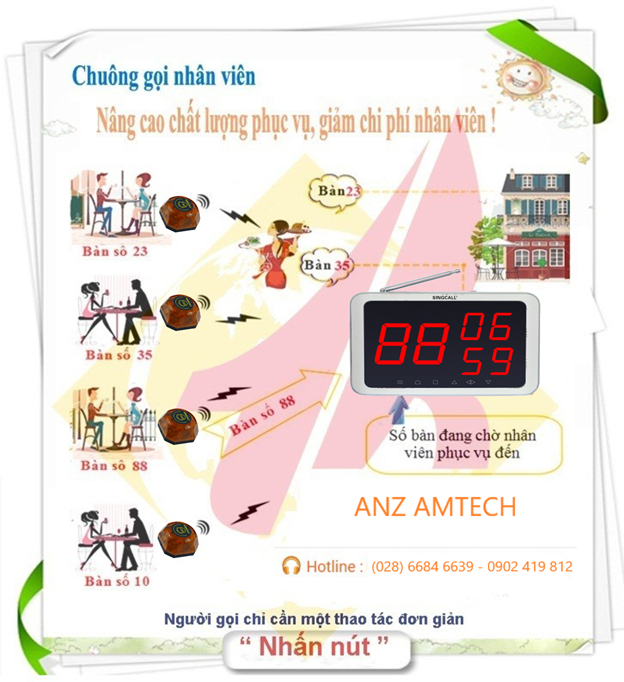 Chuông gọi nhân viên
Nâng cao chất lượng phục vụ, giảm chi phí nhân viên !
Bàn23
Bàn số 23
Bàn 35
SINGCALL
88
06
59
Bàn số 35
Bàn số 88
Số bàn đang chờ nhân
viên phục vụ đến
Bàn sô 88
ANZ AMTECH
Hotline : (028) 6684 6639 - 0902 419 812
Bàn số 10
Người gọi chỉ cần một thao tác đơn giản
“ Nhấn nút ”